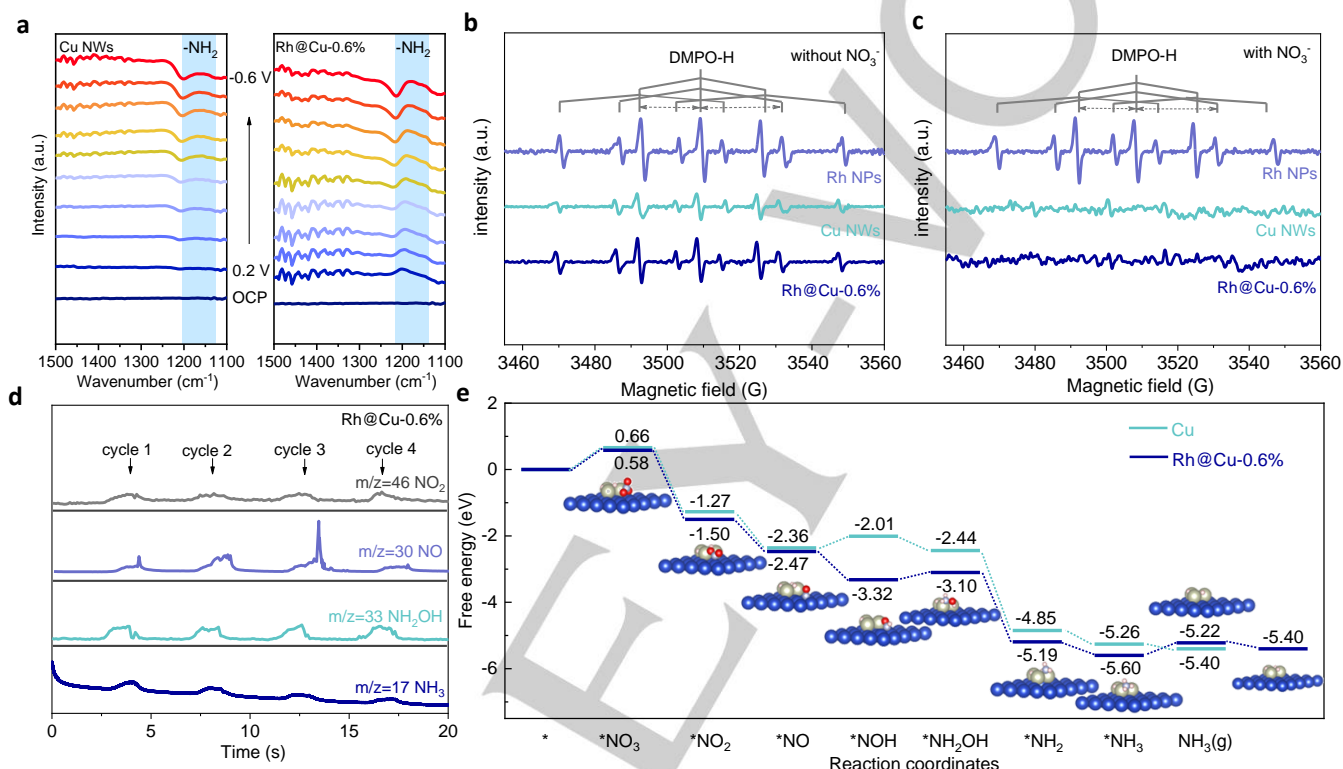 a
Cu NWs
-NH2
-0.6 V
0.2 V
OCP
Rh@Cu-0.6%
-NH2
Intensity (a.u.)
1500 1400 1300 1200 1100
Wavenumber (cm-1)
1500 1400 1300 1200 1100
Wavenumber (cm-1)
b
DMPO-H
without NO3-
Rh NPs
Cu NWs
Rh@Cu-0.6%
intensity (a.u.)
3460 3480 3500 3520 3540 3560
Magnetic field (G)
c
DMPO-H
with NO3-
Rh NPs
Cu NWs
Rh@Cu-0.6%
intensity (a.u.)
3460 3480 3500 3520 3540 3560
Magnetic field (G)
d
Rh@Cu-0.6%
cycle 1 cycle 2 cycle 3 cycle 4
m/z=46 NO2
m/z=30 NO
m/z=33 NH2OH
m/z=17 NH3
Intensity (a.u.)
0 5 10 15 20
Time (s)
e
Cu
Rh@Cu-0.6%
Free energy (eV)
2
0
-2
-4
-6
0.66
0.58
-1.27
-1.50
-2.36
-2.47
-2.01
-3.32
-2.44
-3.10
-4.85
-5.19
-5.26
-5.60
-5.22
-5.40
-5.40
* *NO3 *NO2 *NO *NOH *NH2OH *NH2 *NH3 NH3(g)
Reaction coordinates
EY-VO